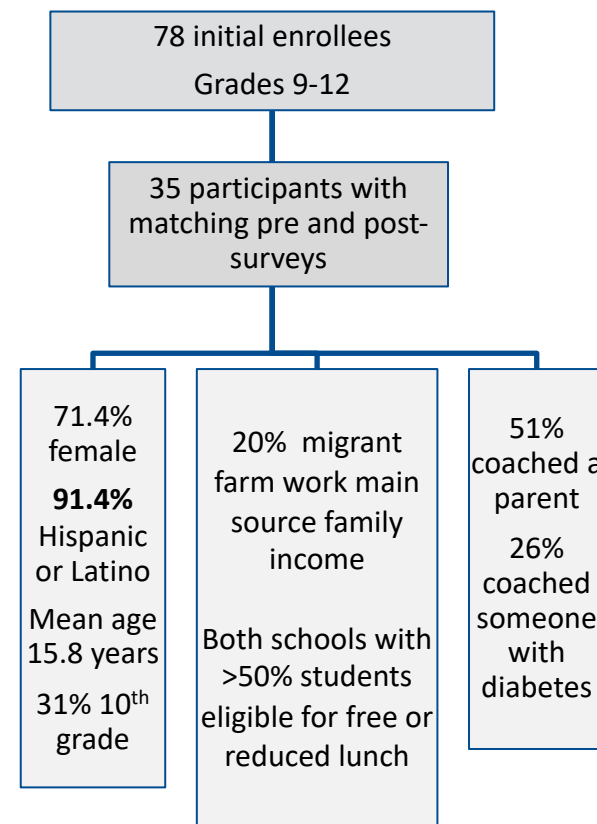 78 initial enrollees
Grades 9-12
35 participants with
matching pre and post-
surveys
71.4%
female
91.4%
Hispanic
or Latino
Mean age
15.8 years
31% 10th
grade
20% migrant
farm work main
source family
income
Both schools with
>50% students
eligible for free or
reduced lunch
51%
coached a
parent
26%
coached
someone
with
diabetes